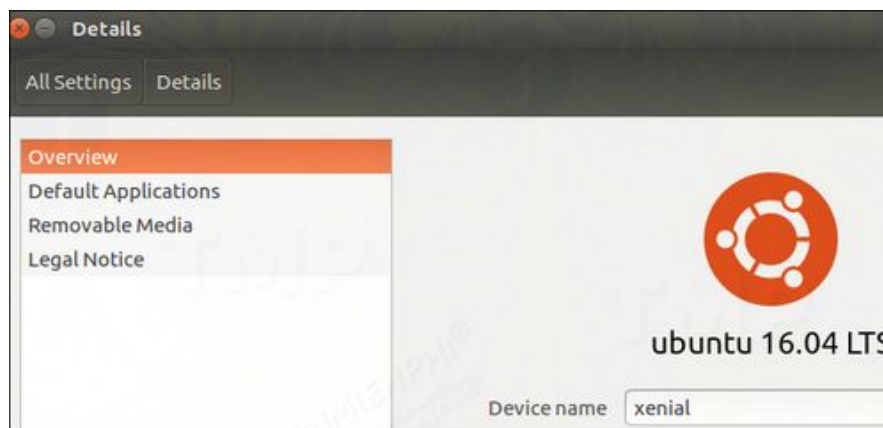 Details
All Settings Details
Overview
Default Applications
Removable Media
Legal Notice
ubuntu 16.04 LTS
Device name xenial